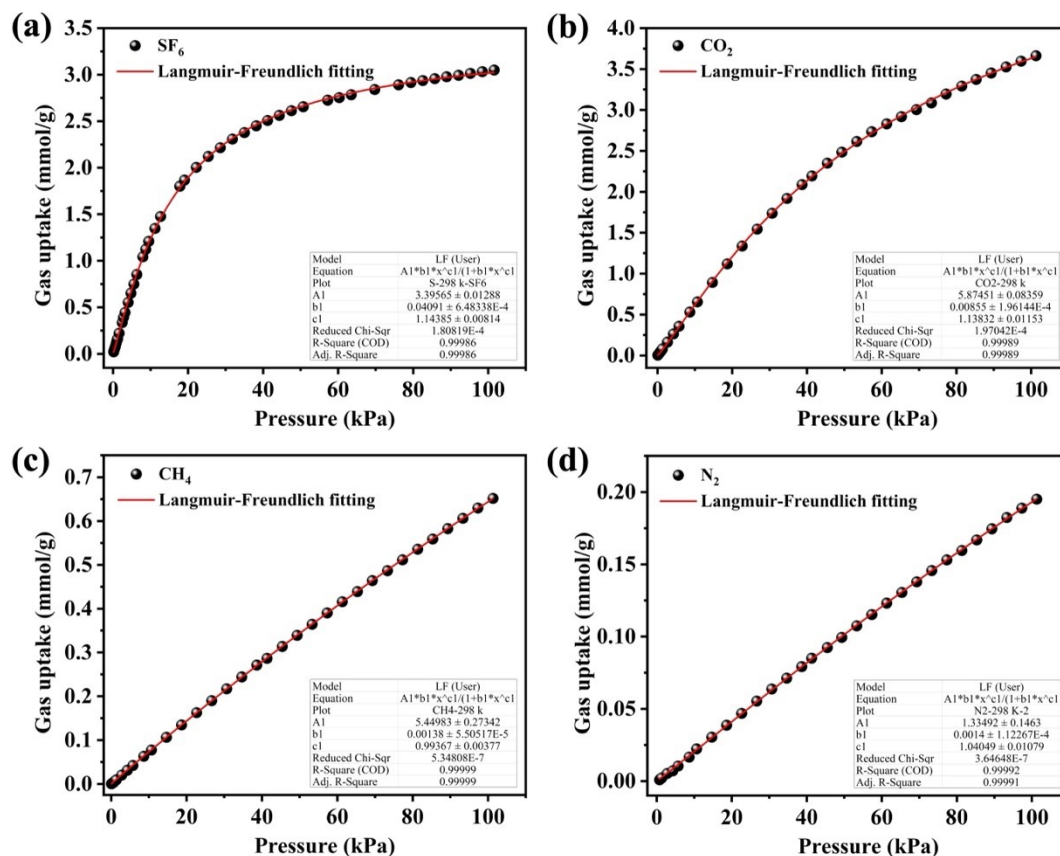 (a)
SF6
Langmuir-Freundlich fitting
3.5
3.0
2.5
2.0
1.5
1.0
0.5
0.0
Gas uptake (mmol/g)
0 20 40 60 80 100
Pressure (kPa)
Model LF (User)
Equation A1*b1*x^c1/(1+b1*x^c1
Plot S-298 k-SF6
A1 3.39565 ± 0.01288
b1 0.04091 ± 6.48338E-4
c1 1.14385 ± 0.00814
Reduced Chi-Sqr 1.80819E-4
R-Square (COD) 0.99986
Adj. R-Square 0.99986
(b)
CO2
Langmuir-Freundlich fitting
4.0
3.5
3.0
2.5
2.0
1.5
1.0
0.5
0.0
Gas uptake (mmol/g)
0 20 40 60 80 100
Pressure (kPa)
Model LF (User)
Equation A1*b1*x^c1/(1+b1*x^c1
Plot CO2-298 k
A1 5.87451 ± 0.08359
b1 0.00855 ± 1.96144E-4
c1 1.13832 ± 0.01153
Reduced Chi-Sqr 1.97042E-4
R-Square (COD) 0.99989
Adj. R-Square 0.99989
(c)
CH4
Langmuir-Freundlich fitting
0.7
0.6
0.5
0.4
0.3
0.2
0.1
0.0
Gas uptake (mmol/g)
0 20 40 60 80 100
Pressure (kPa)
Model LF (User)
Equation A1*b1*x^c1/(1+b1*x^c1
Plot CH4-298 k
A1 5.44983 ± 0.27342
b1 0.00138 ± 5.50517E-5
c1 0.99367 ± 0.00377
Reduced Chi-Sqr 5.34808E-7
R-Square (COD) 0.99999
Adj. R-Square 0.99999
(d)
N2
Langmuir-Freundlich fitting
0.20
0.15
0.10
0.05
0.00
Gas uptake (mmol/g)
0 20 40 60 80 100
Pressure (kPa)
Model LF (User)
Equation A1*b1*x^c1/(1+b1*x^c1
Plot N2-298 K-2
A1 1.33492 ± 0.1463
b1 0.0014 ± 1.12267E-4
c1 1.04049 ± 0.01079
Reduced Chi-Sqr 3.64648E-7
R-Square (COD) 0.99992
Adj. R-Square 0.99991